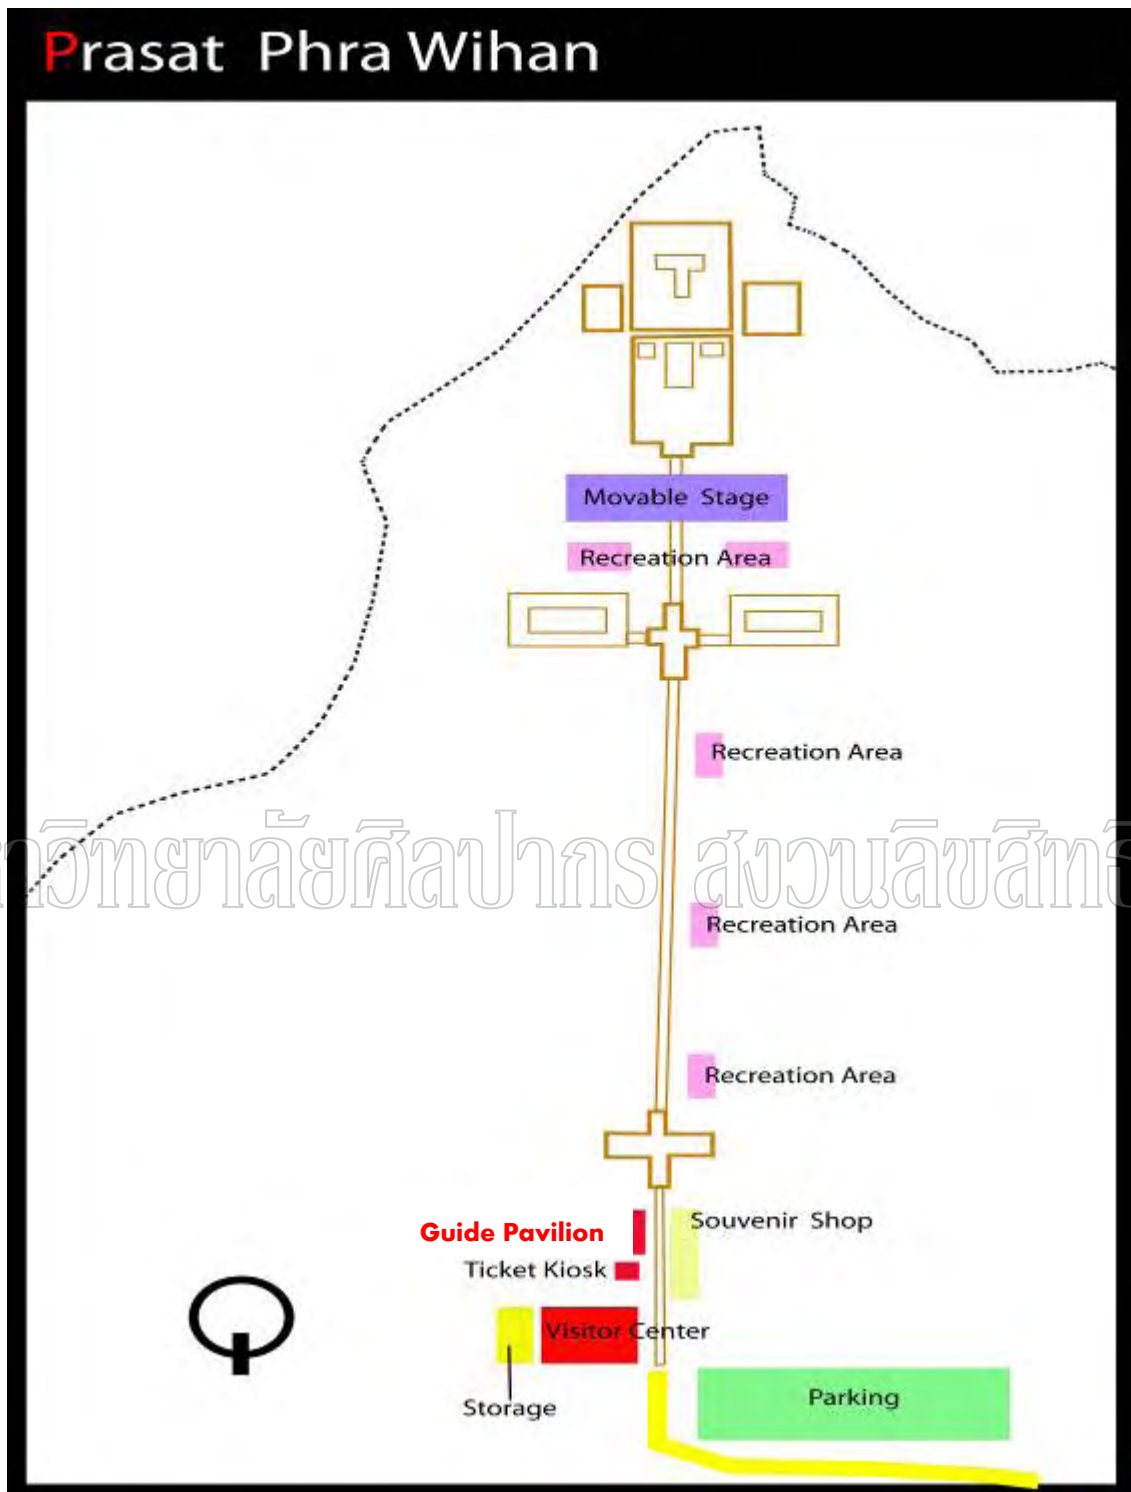 Prasat Phra Wihan
Movable Stage
Recreation Area
Recreation Area
Recreation Area
Recreation Area
Guide Pavilion
Souvenir Shop
Ticket Kiosk
Visitor Center
Storage
Parking